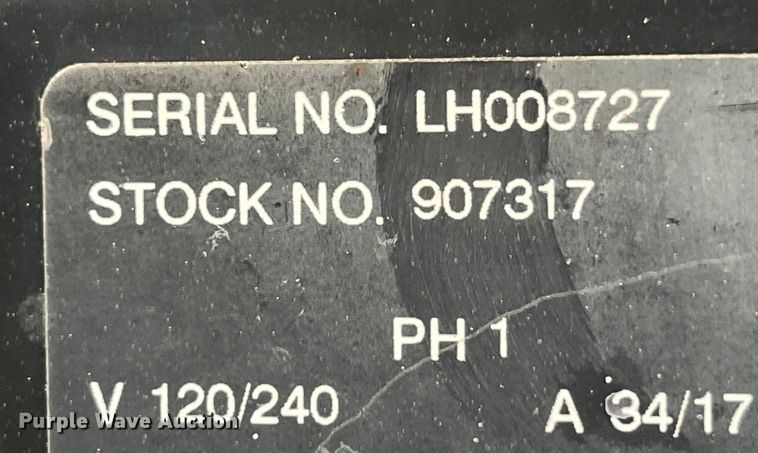 SERIAL NO. LH008727
STOCK NO. 907317
PH 1
V 120/240 A 34/17
Purple Wave Auction